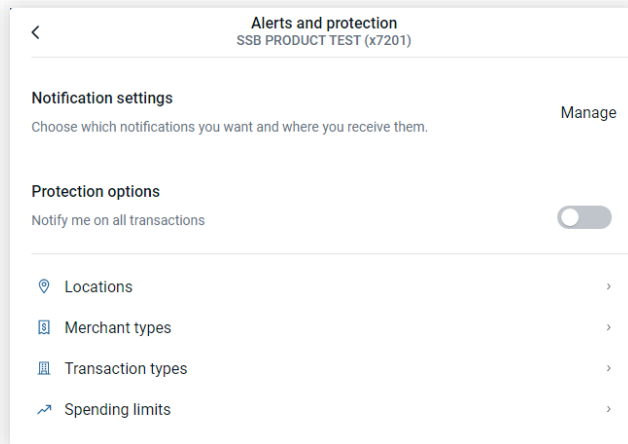 Alerts and protection
SSB PRODUCT TEST (x7201)
Notification settings
Manage
Choose which notifications you want and where you receive them.
Protection options
Notify me on all transactions
Locations
Merchant types
Transaction types
Spending limits